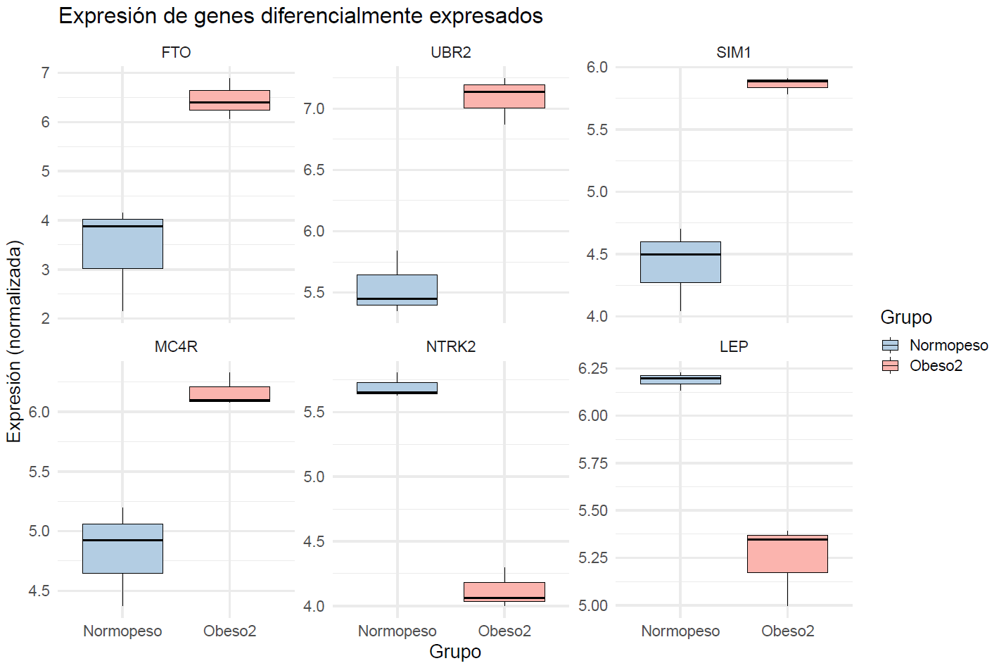 Expresión de genes diferencialmente expresados
FTO
UBR2
SIM1
7
6
5
4
3
2
7.0
6.5
6.0
5.5
6.0
5.5
5.0
4.5
4.0
Expresión (normalizada)
MC4R
NTRK2
LEP
6.0
5.5
5.0
4.5
5.5
5.0
4.5
4.0
6.25
6.00
5.75
5.50
5.25
5.00
Normopeso
Obeso2
Normopeso
Obeso2
Normopeso
Obeso2
Grupo
Grupo
Normopeso
Obeso2